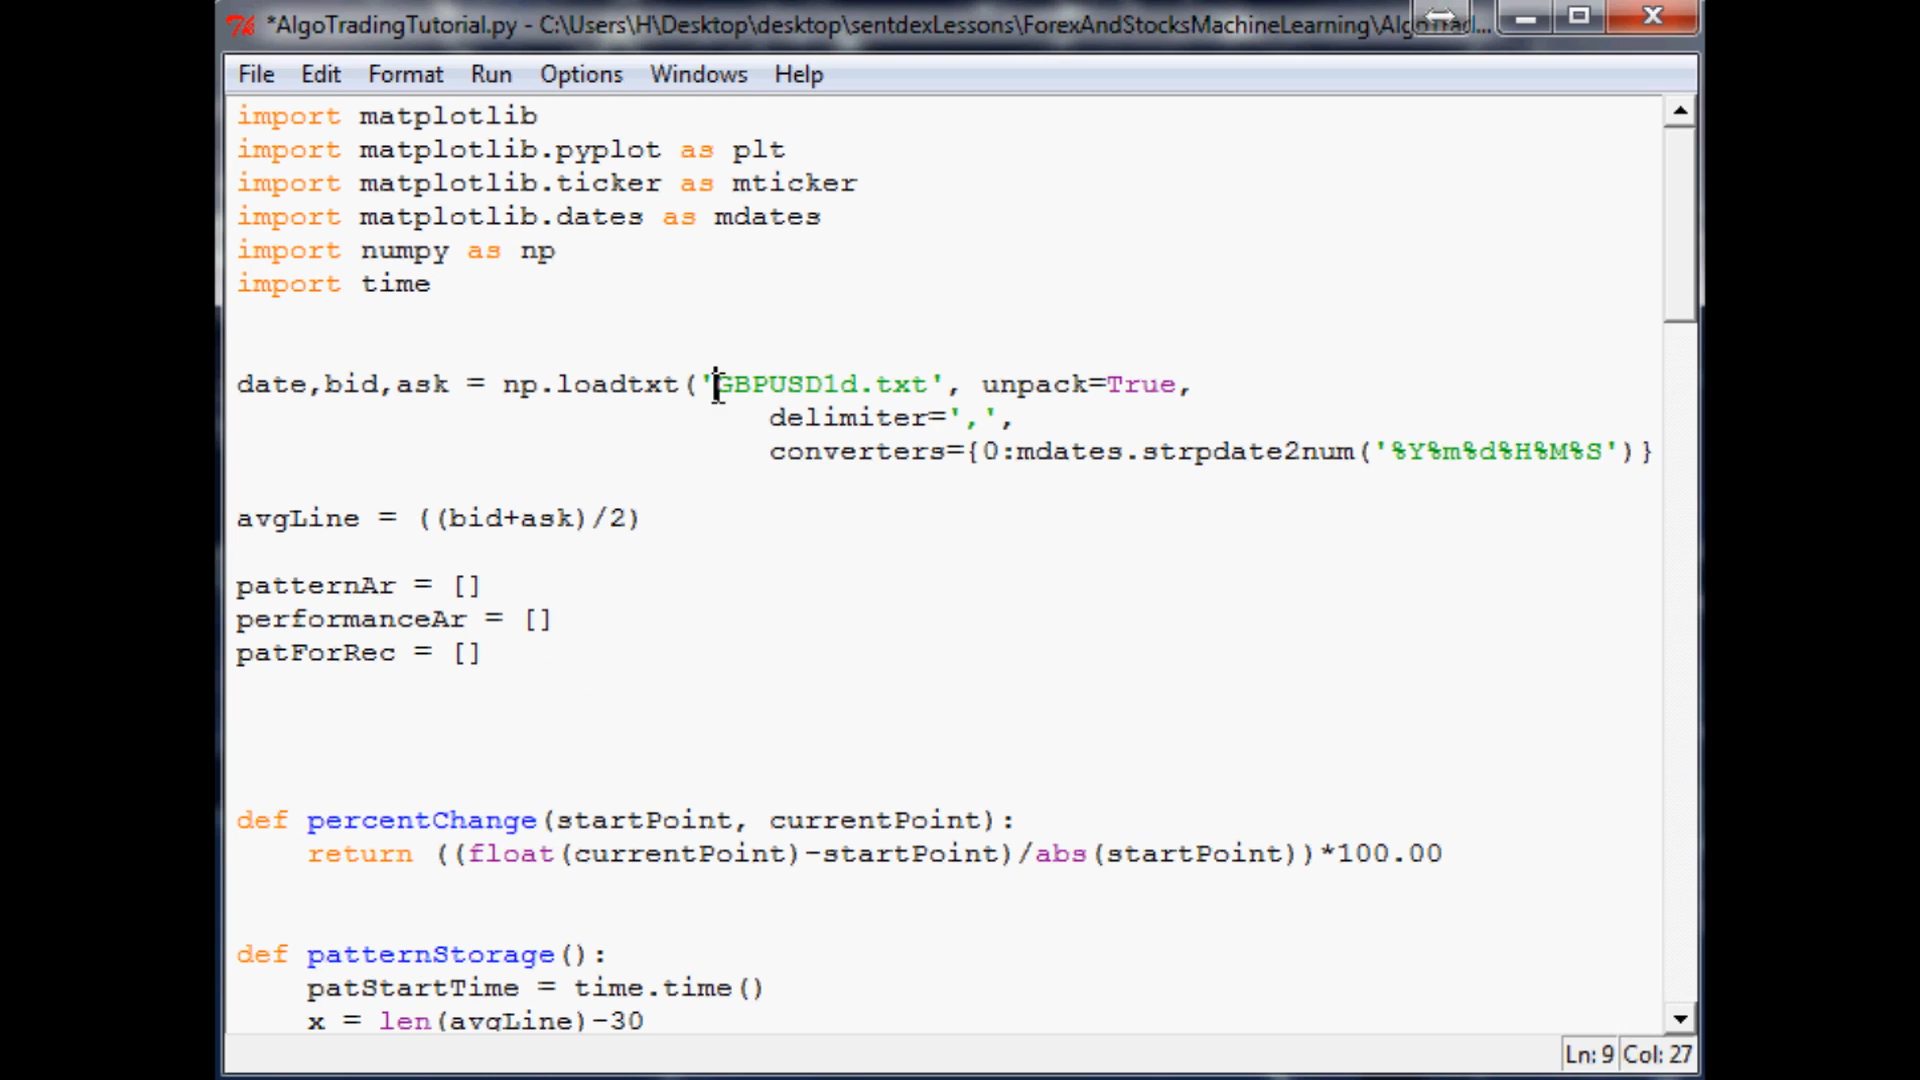 *AlgoTradingTutorial.py - C:\Users\H\Desktop\desktop\sentdexLessons\ForexAndStocksMachineLearning\AlgoTrad...
File Edit Format Run Options Windows Help
import matplotlib
import matplotlib.pyplot as plt
import matplotlib.ticker as mticker
import matplotlib.dates as mdates
import numpy as np
import time
date,bid,ask = np.loadtxt('GBPUSD1d.txt', unpack=True,
delimiter=',',
converters={0:mdates.strpdate2num('%Y%m%d%H%M%S')}
avgLine = ((bid+ask)/2)
patternAr = []
performanceAr = []
patForRec = []
def percentChange(startPoint, currentPoint):
return ((float(currentPoint)-startPoint)/abs(startPoint))*100.00
def patternStorage():
patStartTime = time.time()
x = len(avgLine)-30
Ln: 9 Col: 27